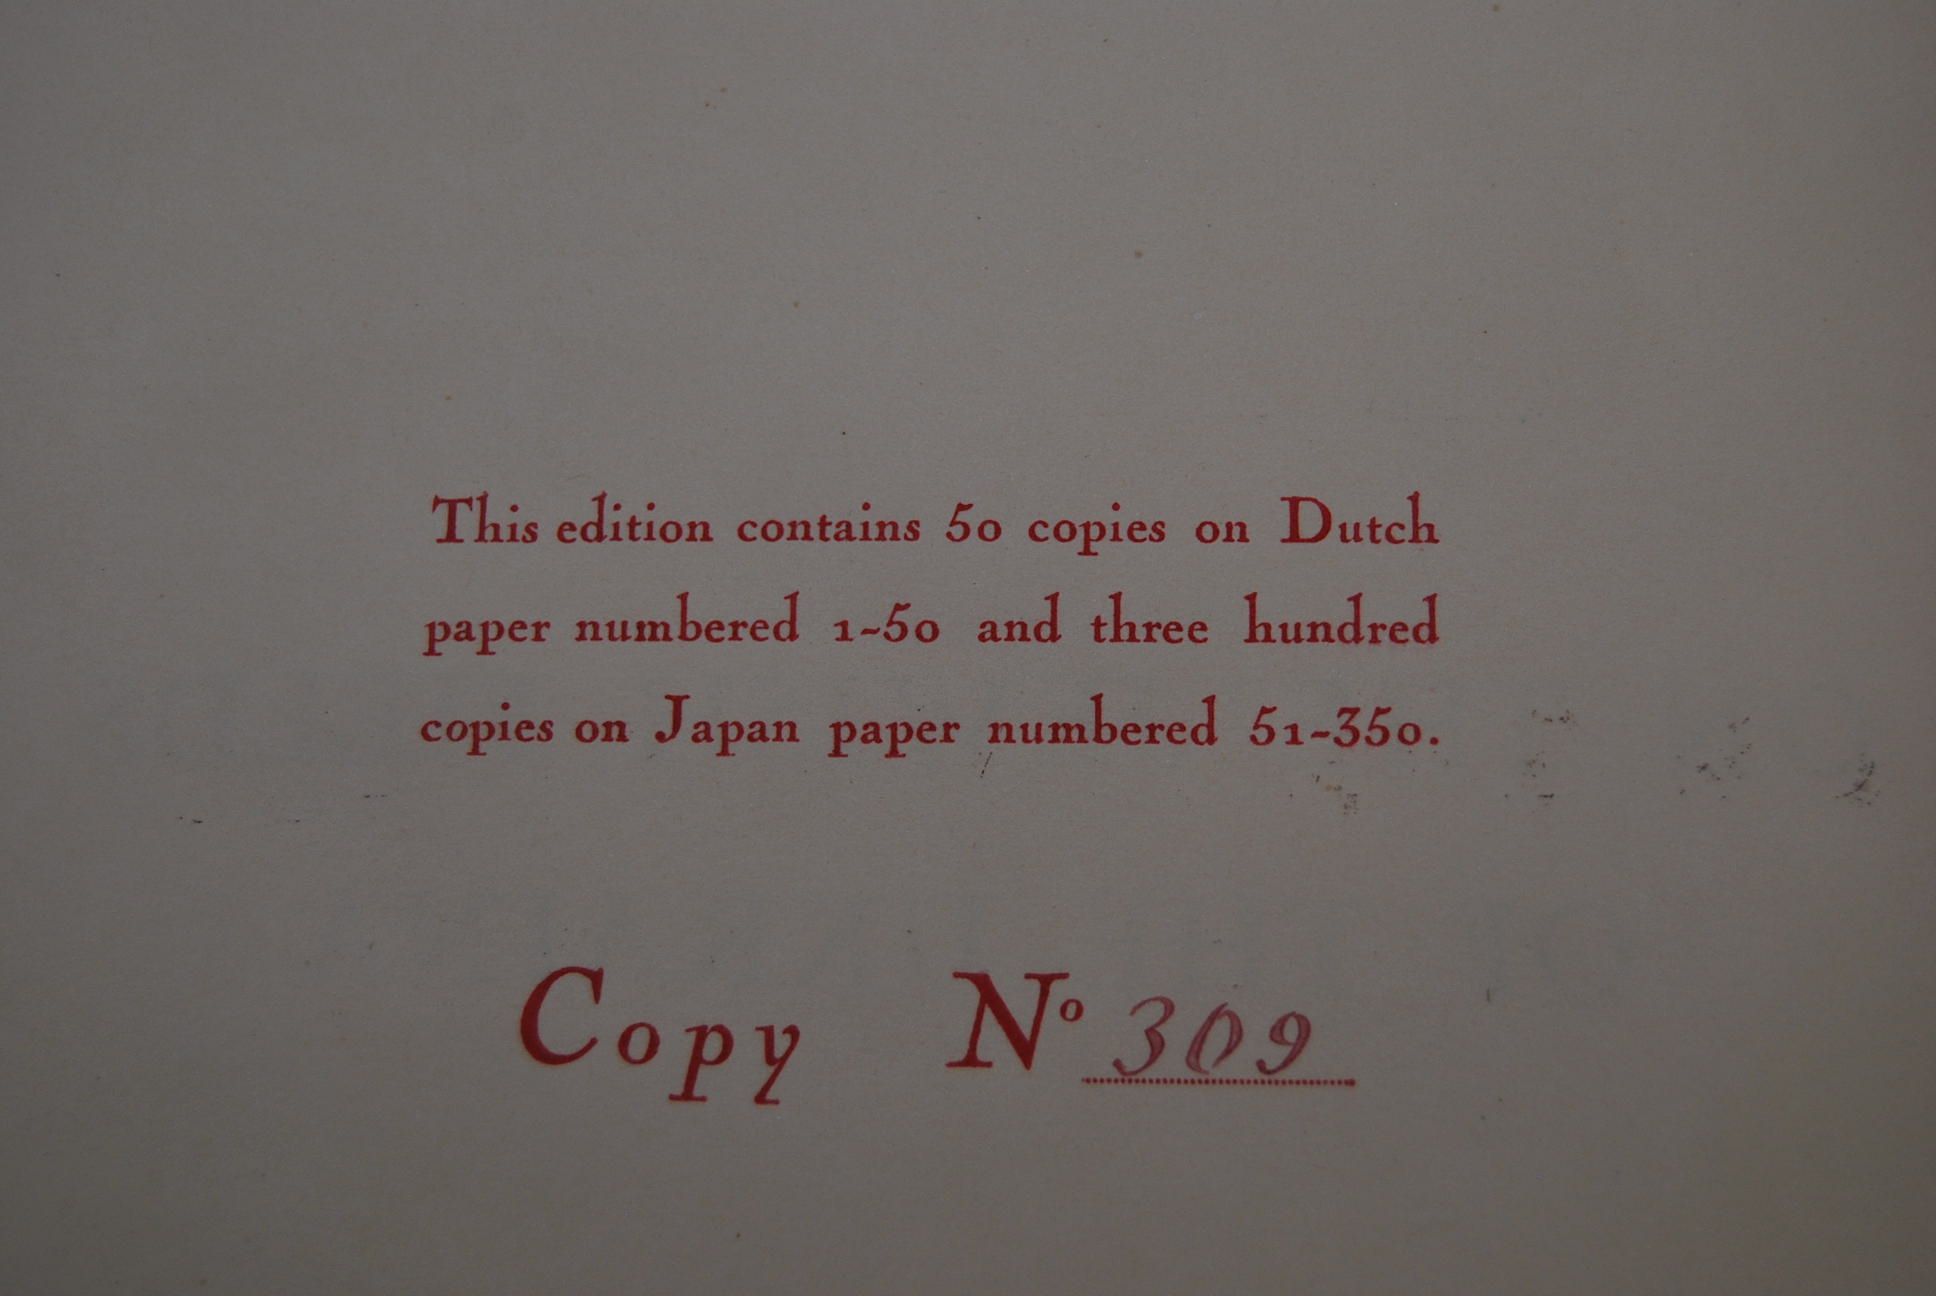 This edition contains 50 copies on Dutch
paper numbered 1-50 and three hundred
copies on Japan paper numbered 51-350.
Copy Nº 309